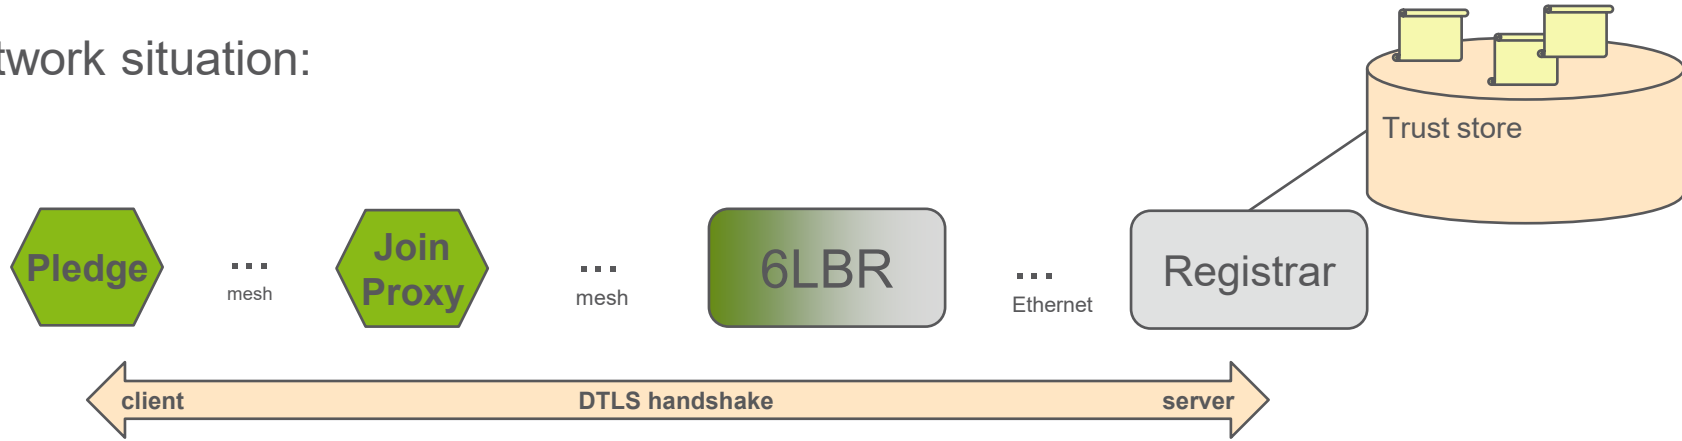 twork situation:
Trust store
Pledge
...
mesh
Join
Proxy
...
mesh
6LBR
...
Ethernet
Registrar
client
DTLS handshake
server